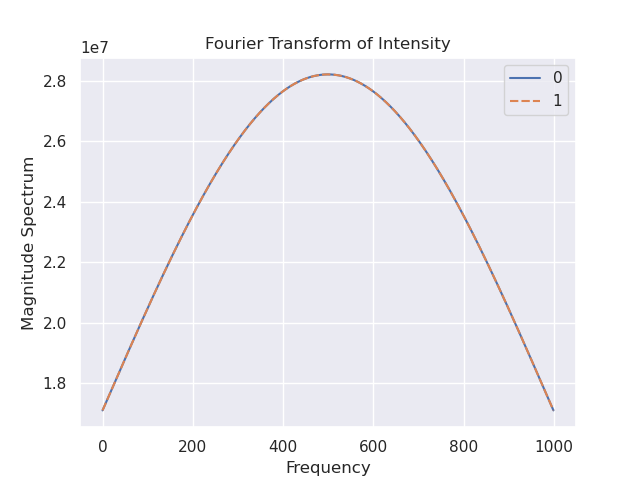 Fourier Transform of Intensity
1e7
2.8
2.6
2.4
2.2
2.0
1.8
Magnitude Spectrum
0
1
0 200 400 600 800 1000
Frequency